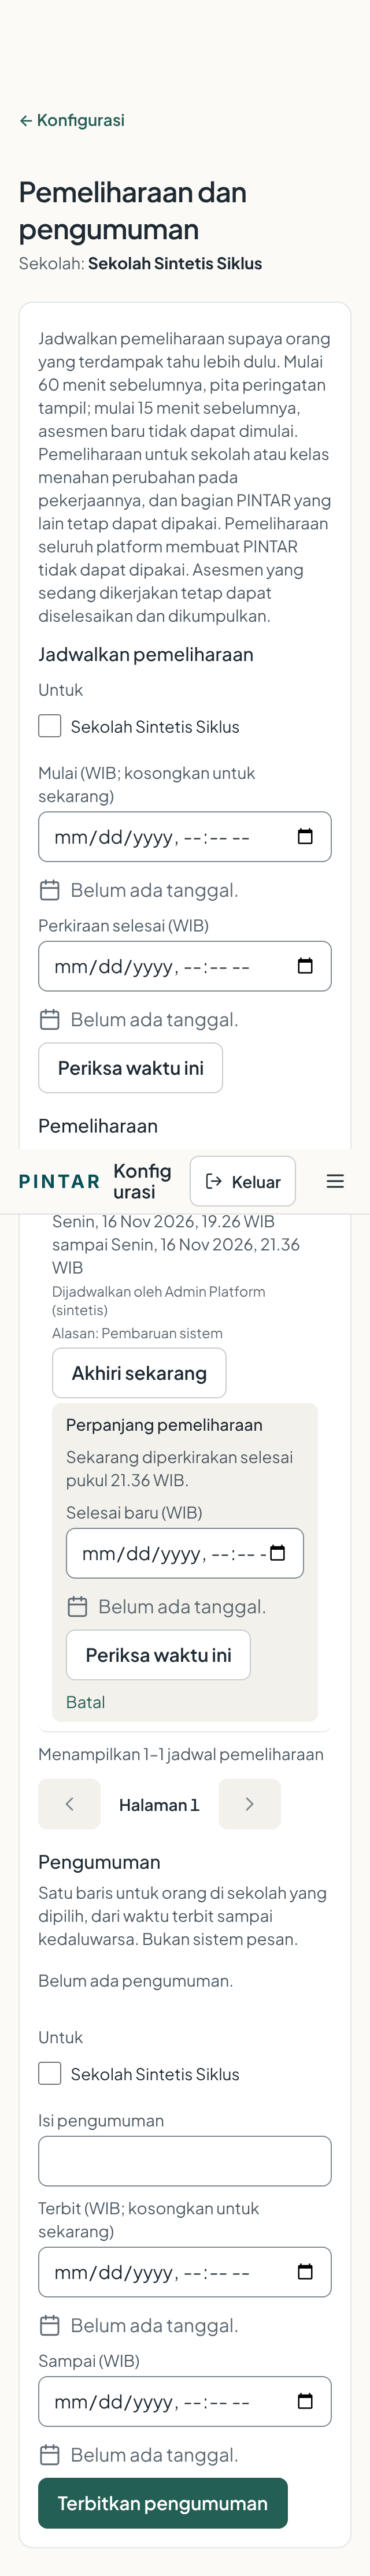 ← Konfigurasi
Pemeliharaan dan
pengumuman
Sekolah: Sekolah Sintetis Siklus
Jadwalkan pemeliharaan supaya orang
yang terdampak tahu lebih dulu. Mulai
60 menit sebelumnya, pita peringatan
tampil; mulai 15 menit sebelumnya,
asesmen baru tidak dapat dimulai.
Pemeliharaan untuk sekolah atau kelas
menahan perubahan pada
pekerjaannya, dan bagian PINTAR yang
lain tetap dapat dipakai. Pemeliharaan
seluruh platform membuat PINTAR
tidak dapat dipakai. Asesmen yang
sedang dikerjakan tetap dapat
diselesaikan dan dikumpulkan.
Jadwalkan pemeliharaan
Untuk
Sekolah Sintetis Siklus
Mulai (WIB; kosongkan untuk
sekarang)
mm/dd/yyyy, --:-- --
Belum ada tanggal.
Perkiraan selesai (WIB)
mm/dd/yyyy, --:-- --
Belum ada tanggal.
Periksa waktu ini
Pemeliharaan
PINTAR
Konfig
urasi
Keluar
Senin, 16 Nov 2026, 19.26 WIB
sampai Senin, 16 Nov 2026, 21.36
WIB
Dijadwalkan oleh Admin Platform
(sintetis)
Alasan: Pembaruan sistem
Akhiri sekarang
Perpanjang pemeliharaan
Sekarang diperkirakan selesai
pukul 21.36 WIB.
Selesai baru (WIB)
mm/dd/yyyy, --:-- -
Belum ada tanggal.
Periksa waktu ini
Batal
Menampilkan 1–1 jadwal pemeliharaan
Halaman 1
Pengumuman
Satu baris untuk orang di sekolah yang
dipilih, dari waktu terbit sampai
kedaluwarsa. Bukan sistem pesan.
Belum ada pengumuman.
Untuk
Sekolah Sintetis Siklus
Isi pengumuman
Terbit (WIB; kosongkan untuk
sekarang)
mm/dd/yyyy, --:-- --
Belum ada tanggal.
Sampai (WIB)
mm/dd/yyyy, --:-- --
Belum ada tanggal.
Terbitkan pengumuman